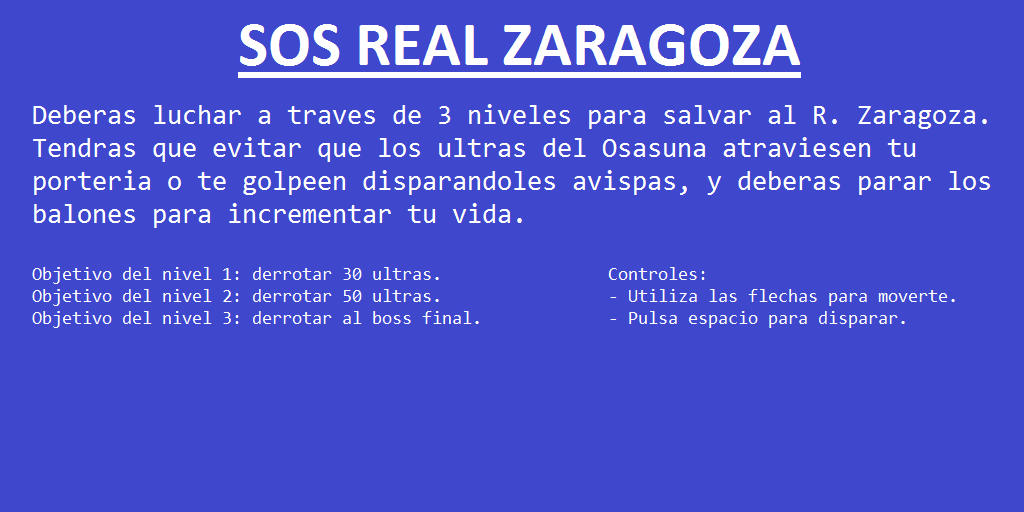 SOS REAL ZARAGOZA
Deberas luchar a traves de 3 niveles para salvar al R. Zaragoza.
Tendras que evitar que los ultras del Osasuna atraviesen tu
porteria o te golpeen disparandoles avispas, y deberas parar los
balones para incrementar tu vida.
Objetivo del nivel 1: derrotar 30 ultras.
Objetivo del nivel 2: derrotar 50 ultras.
Objetivo del nivel 3: derrotar al boss final.
Controles:
- Utiliza las flechas para moverte.
- Pulsa espacio para disparar.